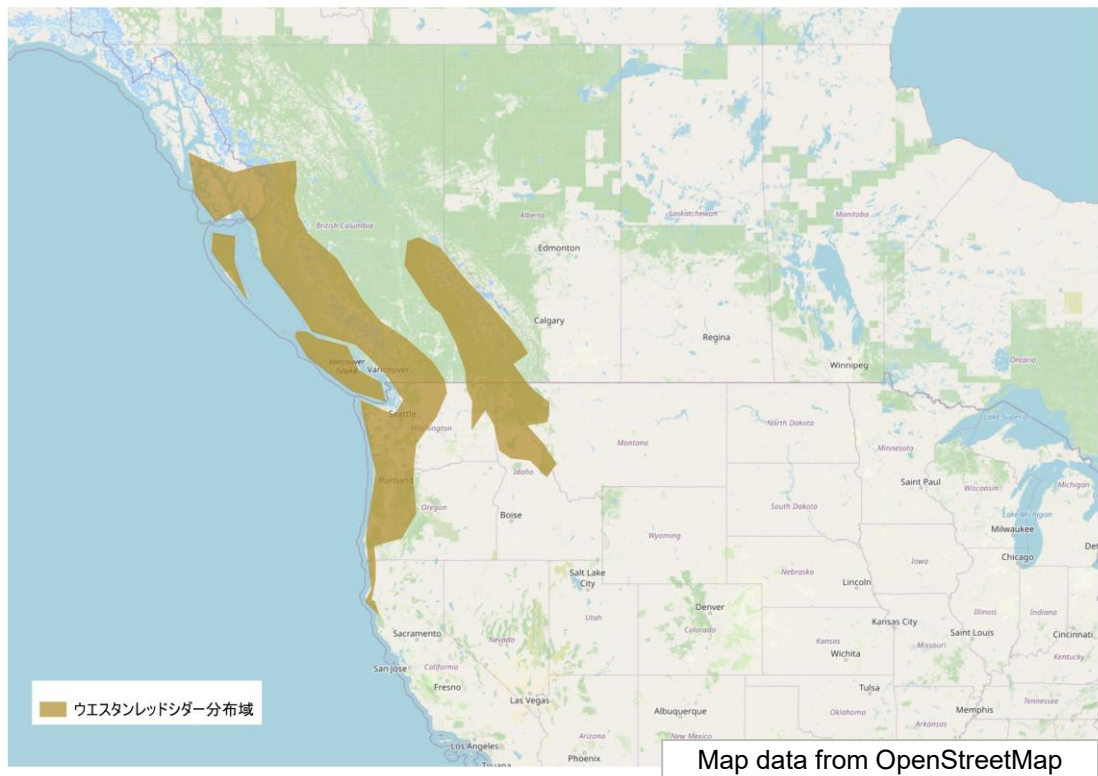 British Columbia
Alberta
Saskatchewan
Manitoba
Edmonton
Calgary
Regina
Winnipeg
Ontario
Vancouver
Island
Vancouver
Seattle
Washington
Montana
North Dakota
Minnesota
Lake Superior
Portland
Idaho
Saint Paul
Wisconsin
Michigan
Oregon
Boise
South Dakota
Lake Michigan
Milwaukee
Wyoming
Chicago
Iowa
Salt Lake
City
Nebraska
Lincoln
Denver
Illinois
Indiana
Sacramento
Nevada
Utah
Colorado
Kansas City
Saint Louis
Cincinnati
San Jose
California
Kansas
Wichita
Missouri
Kentucky
Fresno
Las Vegas
Tulsa
ウエスタンレッドシダー分布域
Albuquerque
Oklahoma
Memphis
Tennessee
Arkansas
Los Angeles
Arizona
New Mexico
Phoenix
Map data from OpenStreetMap